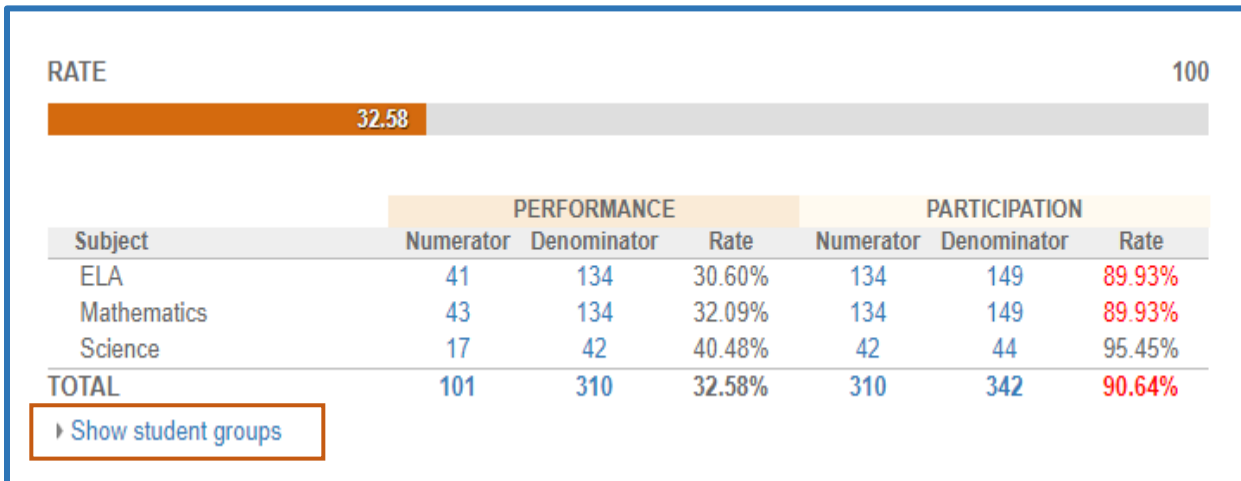 RATE 100
32.58
PERFORMANCE PARTICIPATION
Subject Numerator Denominator Rate Numerator Denominator Rate
ELA 41 134 30.60% 134 149 89.93%
Mathematics 43 134 32.09% 134 149 89.93%
Science 17 42 40.48% 42 44 95.45%
TOTAL 101 310 32.58% 310 342 90.64%
Show student groups